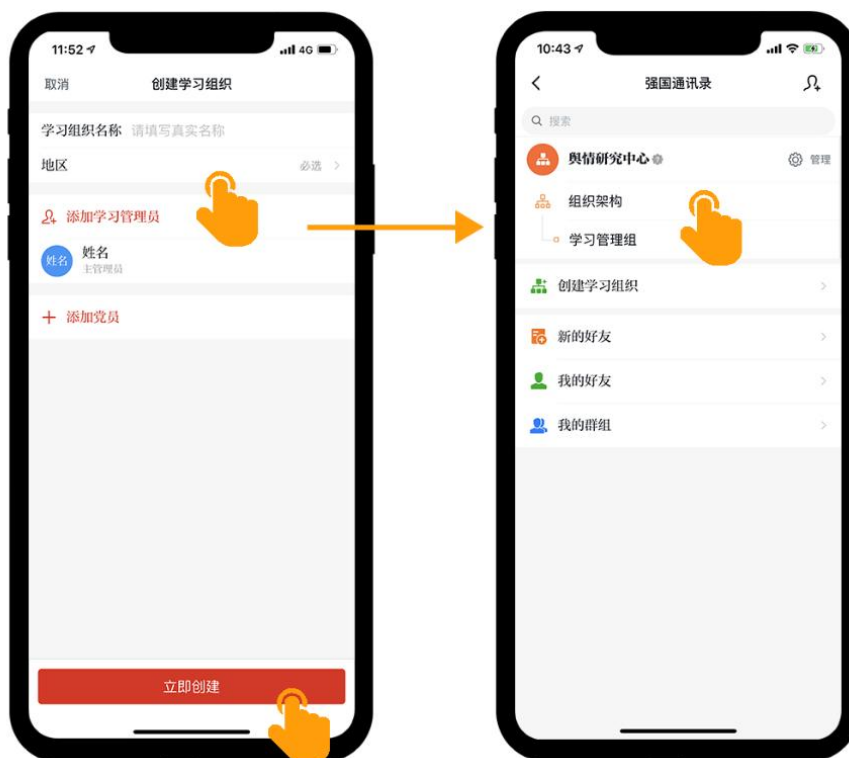 11:52
4G
取消
创建学习组织
学习组织名称 请填写真实名称
地区 必选
添加学习管理员
姓名
姓名
主管理员
添加党员
立即创建
10:43
强国通讯录
搜索
舆情研究中心
管理
组织架构
学习管理组
创建学习组织
新的好友
我的好友
我的群组